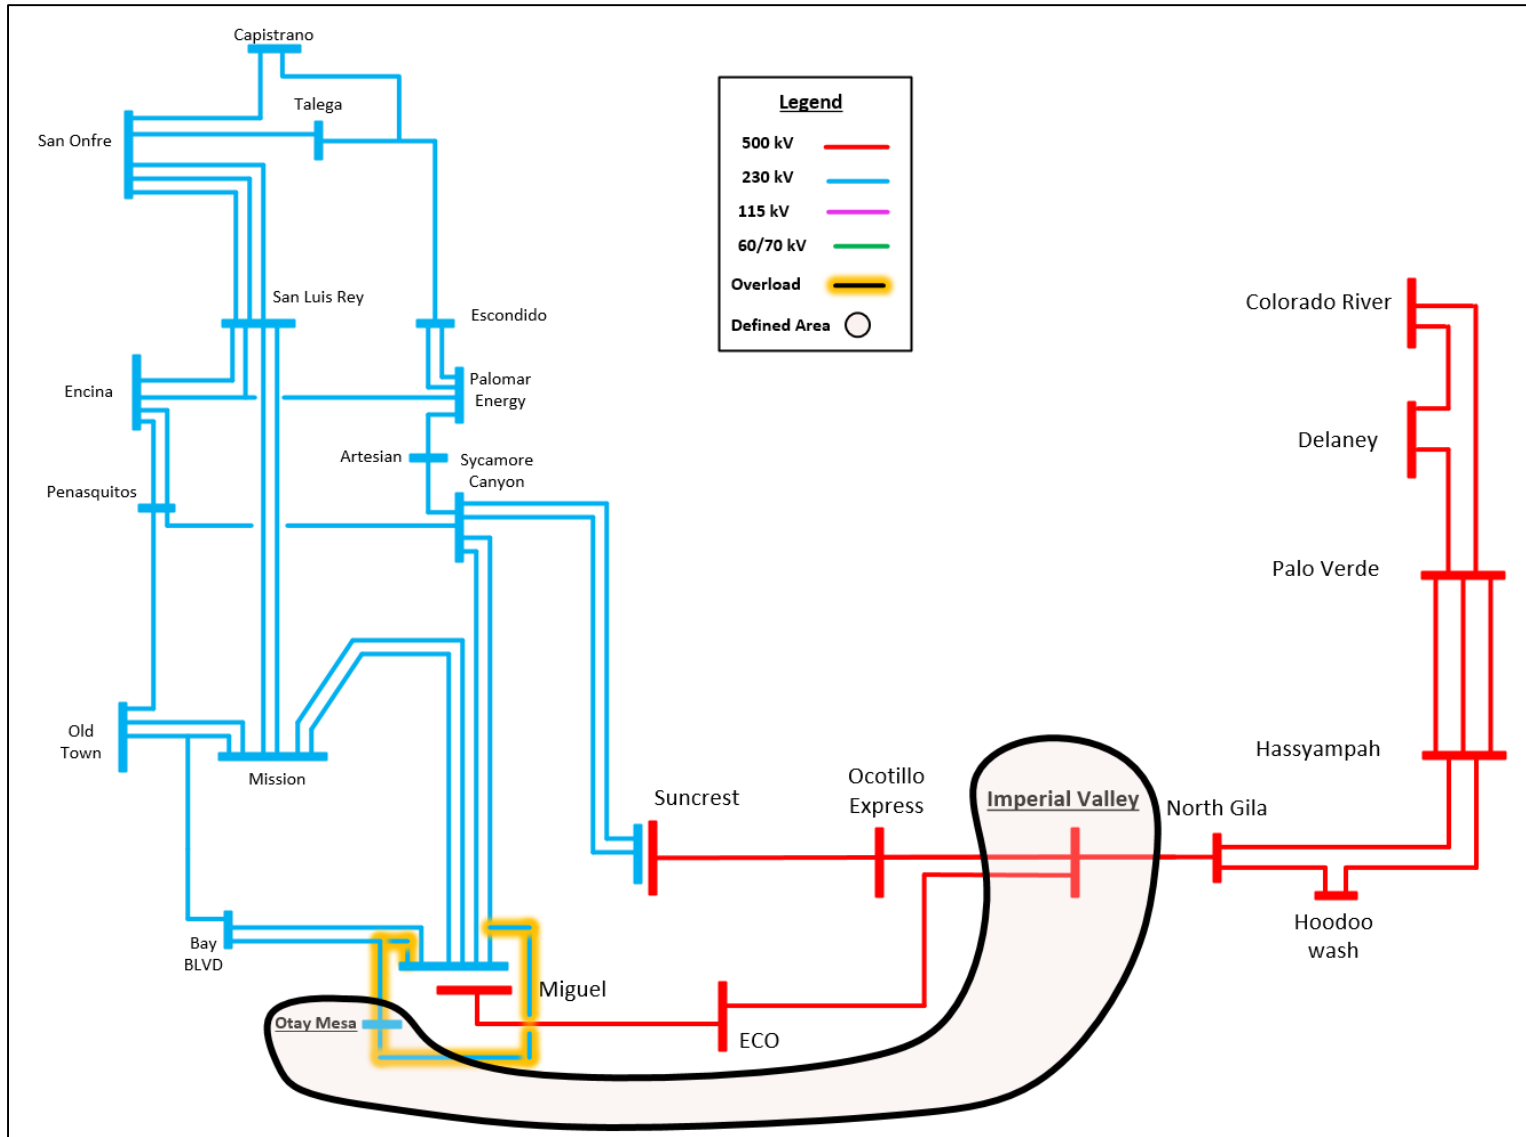 Capistrano
Talega
San Onfre
San Luis Rey
Escondido
Encina
Palomar
Energy
Artesian
Sycamore
Canyon
Penasquitos
Old
Town
Mission
Bay
BLVD
Otay Mesa
Miguel
ECO
Suncrest
Ocotillo
Express
Imperial Valley
North Gila
Hoodoo
wash
Hassyampah
Palo Verde
Delaney
Colorado River
Legend
500 kV
230 kV
115 kV
60/70 kV
Overload
Defined Area